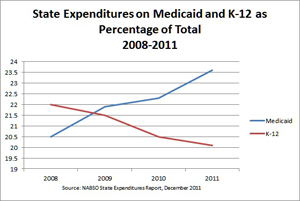 State Expenditures on Medicaid and K-12 as
Percentage of Total
2008-2011
24
23.5
23
22.5
22
21.5
21
20.5
20
19.5
19
Medicaid
K-12
2008 2009 2010 2011
Source: NABSO State Expenditures Report, December 2011